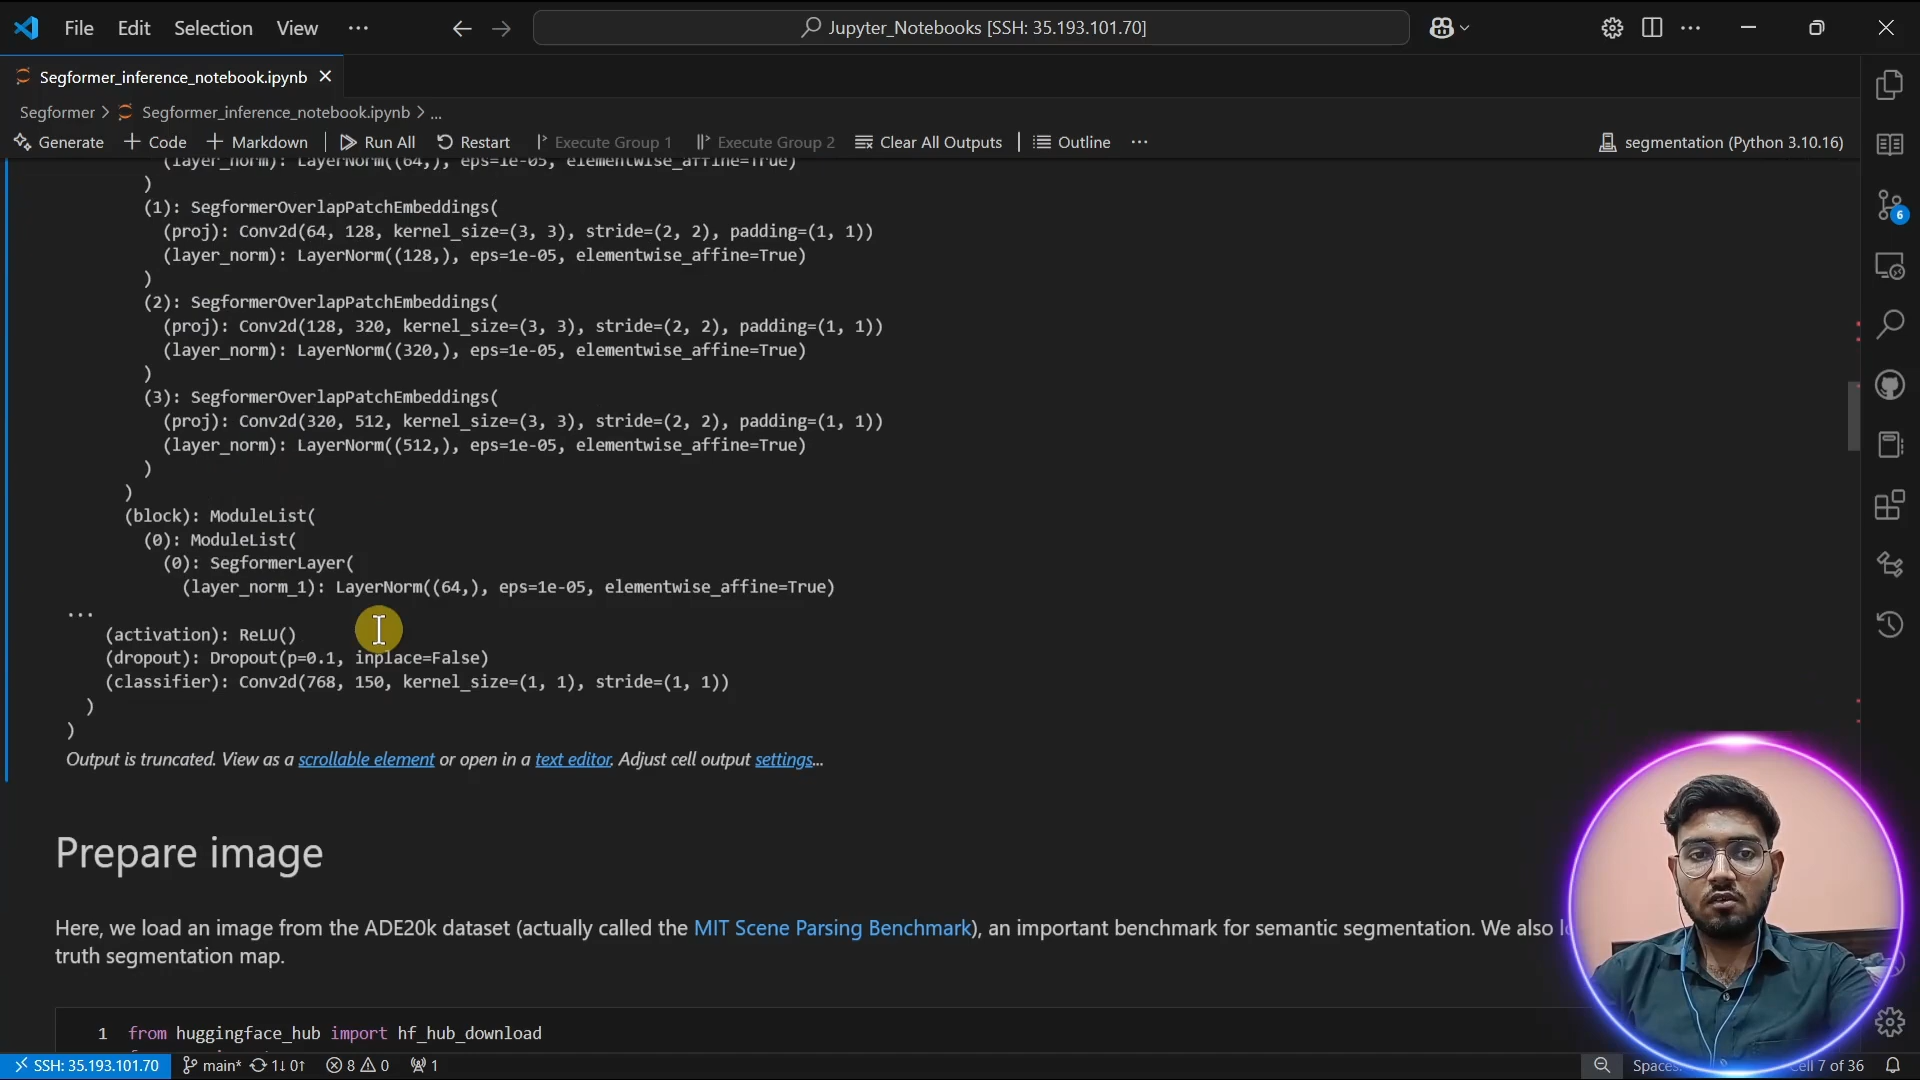 File Edit Selection View ...
Jupyter_Notebooks [SSH: 35.193.101.70]
Segformer_inference_notebook.ipynb
Segformer > Segformer_inference_notebook.ipynb > ...
Generate + Code + Markdown Run All Restart Execute Group 1 Execute Group 2 Clear All Outputs Outline ... segmentation (Python 3.10.16)
(layer_norm): LayerNorm((64,), eps=1e-05, elementwise_affine=True)
)
(1): SegformerOverlapPatchEmbeddings(
(proj): Conv2d(64, 128, kernel_size=(3, 3), stride=(2, 2), padding=(1, 1))
(layer_norm): LayerNorm((128,), eps=1e-05, elementwise_affine=True)
)
(2): SegformerOverlapPatchEmbeddings(
(proj): Conv2d(128, 320, kernel_size=(3, 3), stride=(2, 2), padding=(1, 1))
(layer_norm): LayerNorm((320,), eps=1e-05, elementwise_affine=True)
)
(3): SegformerOverlapPatchEmbeddings(
(proj): Conv2d(320, 512, kernel_size=(3, 3), stride=(2, 2), padding=(1, 1))
(layer_norm): LayerNorm((512,), eps=1e-05, elementwise_affine=True)
)
)
(block): ModuleList(
(0): ModuleList(
(0): SegformerLayer(
(layer_norm_1): LayerNorm((64,), eps=1e-05, elementwise_affine=True)
...
(activation): ReLU()
(dropout): Dropout(p=0.1, inplace=False)
(classifier): Conv2d(768, 150, kernel_size=(1, 1), stride=(1, 1))
)
)
Output is truncated. View as a scrollable element or open in a text editor. Adjust cell output settings...
Prepare image
Here, we load an image from the ADE20k dataset (actually called the MIT Scene Parsing Benchmark), an important benchmark for semantic segmentation. We also
truth segmentation map.
1 from huggingface_hub import hf_hub_download
SSH: 35.193.101.70 main* 1↓ 0↑ 8 0 1 Spaces: Cell 7 of 36
6